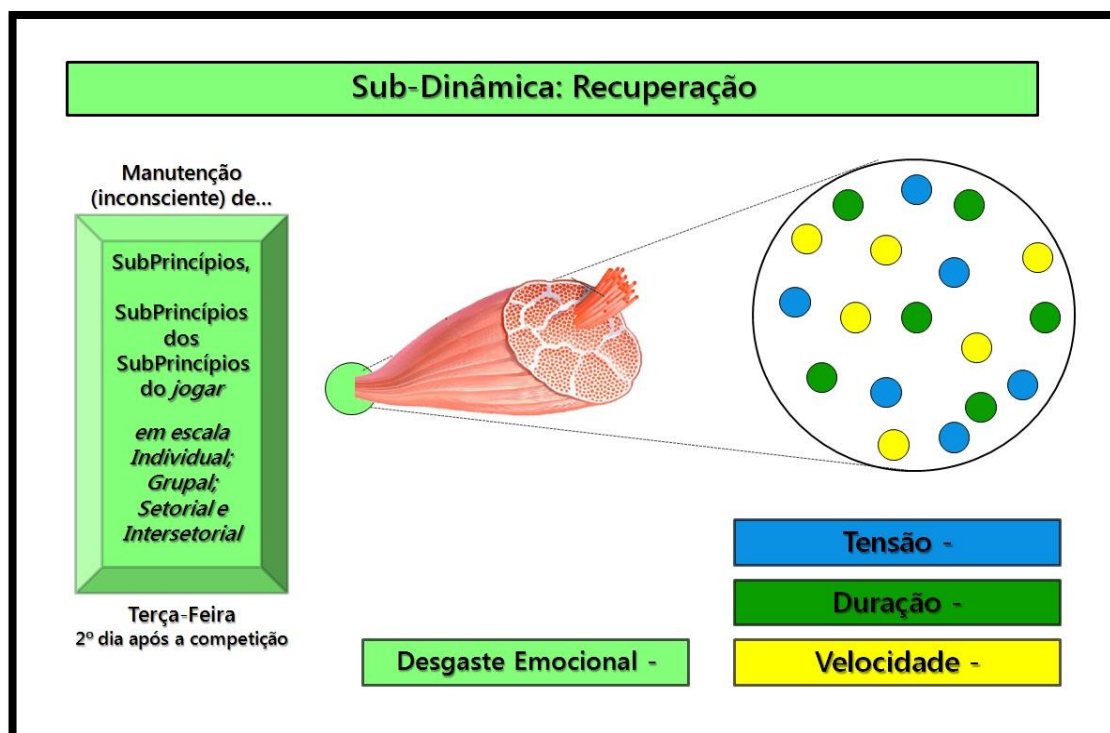 Sub-Dinâmica: Recuperação
Manutenção
(inconsciente) de...
SubPrincípios,
SubPrincípios
dos
SubPrincípios
do jogar
em escala
Individual;
Grupal;
Setorial e
Intersetorial
Terça-Feira
2º dia após a competição
Desgaste Emocional -
Tensão -
Duração -
Velocidade -